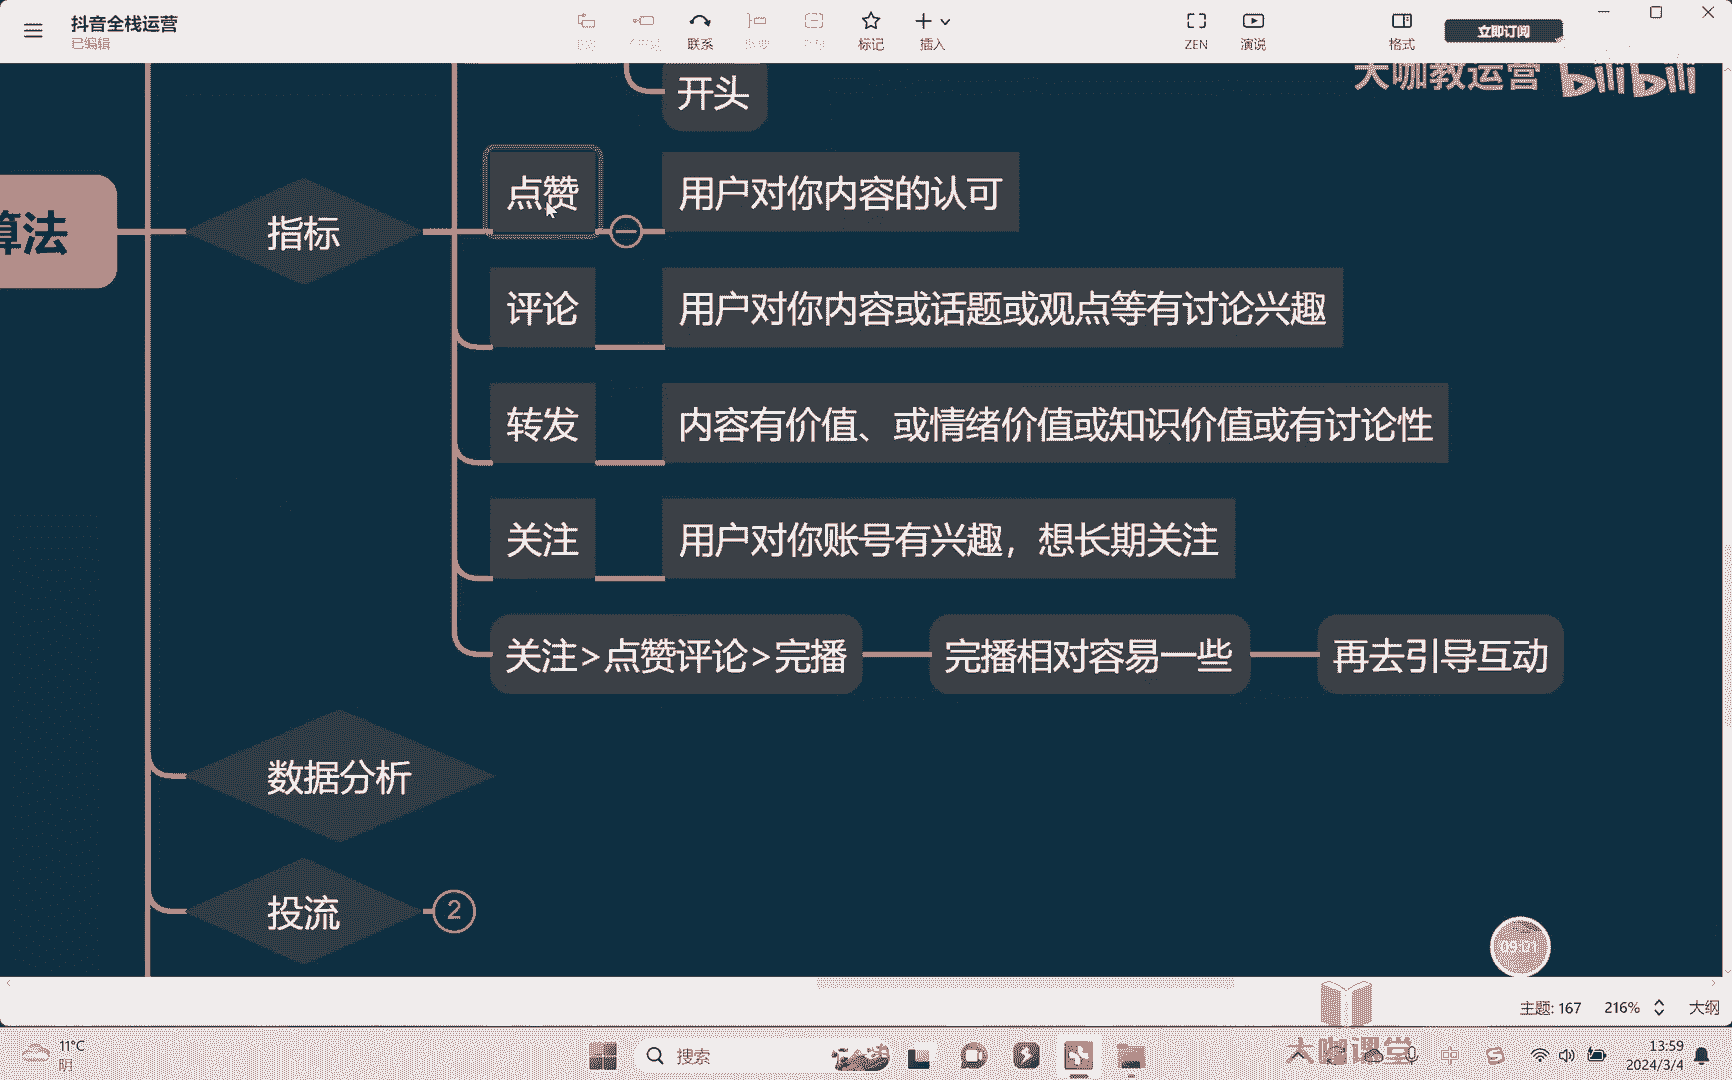 抖音全栈运营
已编辑
联系
标记
插入
ZEN
演说
格式
立即订阅
大咖教运营 bilibili
开头
点赞
用户对你内容的认可
算法
指标
评论
用户对你内容或话题或观点等有讨论兴趣
转发
内容有价值、或情绪价值或知识价值或有讨论性
关注
用户对你账号有兴趣，想长期关注
关注>点赞评论>完播
完播相对容易一些
再去引导互动
数据分析
投流
2
09:01
主题: 167
216%
大纲
11°C
阴
搜索
大咖课堂
中
13:59
2024/3/4